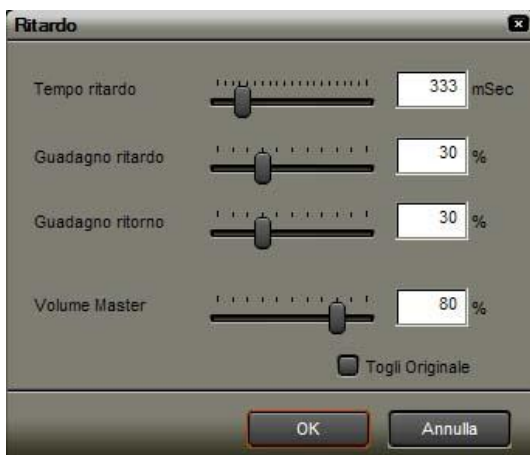 Ritardo
Tempo ritardo 333 mSec
Guadagno ritardo 30 %
Guadagno ritorno 30 %
Volume Master 80 %
Togli Originale
OK Annulla